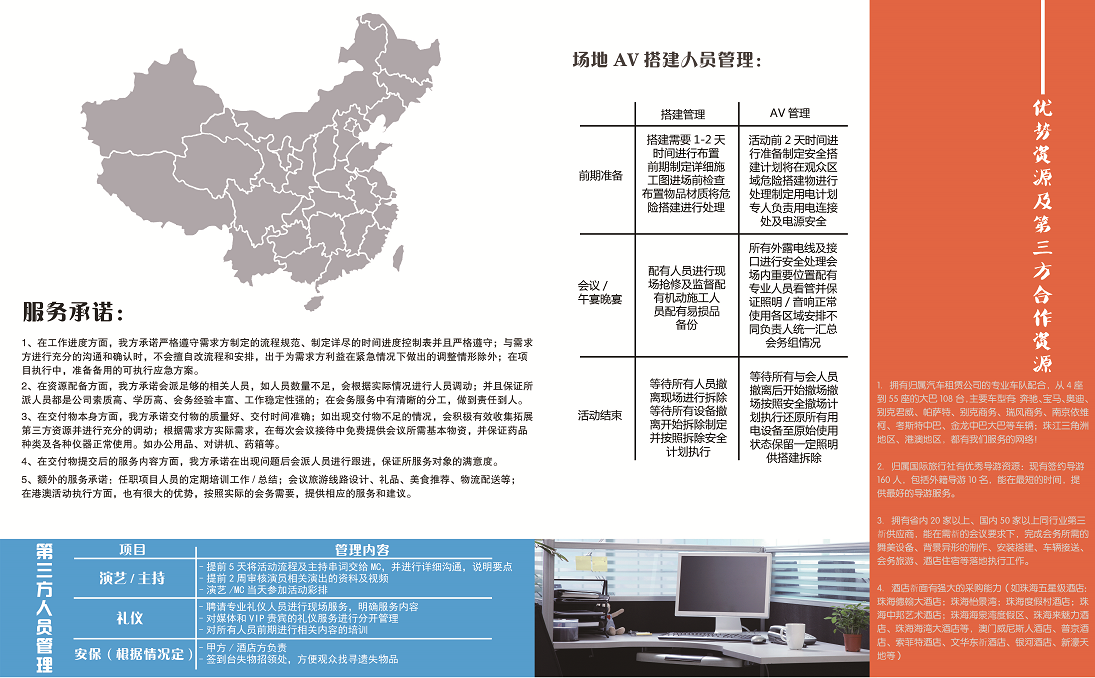 服务承诺：
1、在工作进度方面，我方承诺严格遵守需求方制定的流程规范、制定详尽的时间进度控制表并且严格遵守；与需求
方进行充分的沟通和确认时，不会擅自改流程和安排，出于为需求方利益在紧急情况下做出的调整情形除外；在项
目执行中，准备备用的可执行应急方案。
2、在资源配备方面，我方承诺会派足够的相关人员，如人员数量不足，会根据实际情况进行人员调动；并且保证所
派人员都是公司素质高、学历高、会务经验丰富、工作稳定性强的；在会务服务中有清晰的分工，做到责任到人。
3、在交付物本身方面，我方承诺交付物的质量好、交付时间准确；如出现交付物不足的情况，会积极有效收集拓展
第三方资源并进行充分的调动；根据需求方实际需求，在每次会议接待中免费提供会议所需基本物资，并保证药品
种类及各种仪器正常使用。如办公用品、对讲机、药箱等。
4、在交付物提交后的服务内容方面，我方承诺在出现问题后会派人员进行跟进，保证所服务对象的满意度。
5、额外的服务承诺：任职项目人员的定期培训工作/总结；会议旅游线路设计、礼品、美食推荐、物流配送等；
在港澳活动执行方面，也有很大的优势，按照实际的会务需要，提供相应的服务和建议。
第三方人员管理
项目
管理内容
演艺/主持
- 提前5天将活动流程及主持串词交给MC，并进行详细沟通，说明要点
- 提前2周审核演员相关演出的资料及视频
- 演艺/MC当天参加活动彩排
礼仪
- 聘请专业礼仪人员进行现场服务，明确服务内容
- 对媒体和VIP贵宾的礼仪服务进行分开管理
- 对所有人员前期进行相关内容的培训
安保（根据情况定）
- 甲方/酒店方负责
- 签到台失物招领处，方便观众找寻遗失物品
场地AV搭建人员管理：
搭建管理
AV管理
前期准备
搭建需要1-2天
时间进行布置
前期制定详细施
工图进场前检查
布置物品材质将危
险搭建进行处理
活动前2天时间进
行准备制定安全搭
建计划将在观众区
域危险搭建物进行
处理制定用电计划
专人负责用电连接
处及电源安全
会议/
午宴晚宴
配有人员进行现
场抢修及监督配
有机动施工人
员配有易损品
备份
所有外露电线及接
口进行安全处理会
场内重要位置配有
专业人员看管并保
证照明/音响正常
使用各区域安排不
同负责人统一汇总
会务组情况
活动结束
等待所有人员撤
离现场进行拆除
等待所有设备撤
离开始拆除制定
并按照拆除安全
计划执行
等待所有与会人员
撤离后开始撤场撤
场按照安全撤场计
划执行还原所有用
电设备至原始使用
状态保留一定照明
供搭建拆除
优势资源及第三方合作资源
1. 拥有归属汽车租赁公司的专业车队配合，从4座
到55座的大巴108台,主要车型有:奔驰､宝马､奥迪､
别克君威、帕萨特、别克商务、瑞风商务、南京依维
柯、考斯特中巴、金龙中巴大巴等车辆；珠江三角洲
地区、港澳地区，都有我们服务的网络！
2. 归属国际旅行社有优秀导游资源：现有签约导游
160人，包括外籍导游10名，能在最短的时间，提
供最好的导游服务。
3. 拥有省内20家以上、国内50家以上同行业第三
方供应商，能在需方的会议要求下，完成会务所需的
舞美设备、背景异形的制作、安装搭建、车辆接送、
会务旅游、酒店住宿等落地执行工作。
4. 酒店方面有强大的采购能力（如珠海五星级酒店:
珠海德翰大酒店；珠海怡景湾；珠海度假村酒店；珠
海中邦艺术酒店；珠海海泉湾度假区、珠海来魅力酒
店、珠海海湾大酒店等，澳门威尼斯人酒店、普京酒
店、索菲特酒店、文华东方酒店、银河酒店、新濠天
地等）